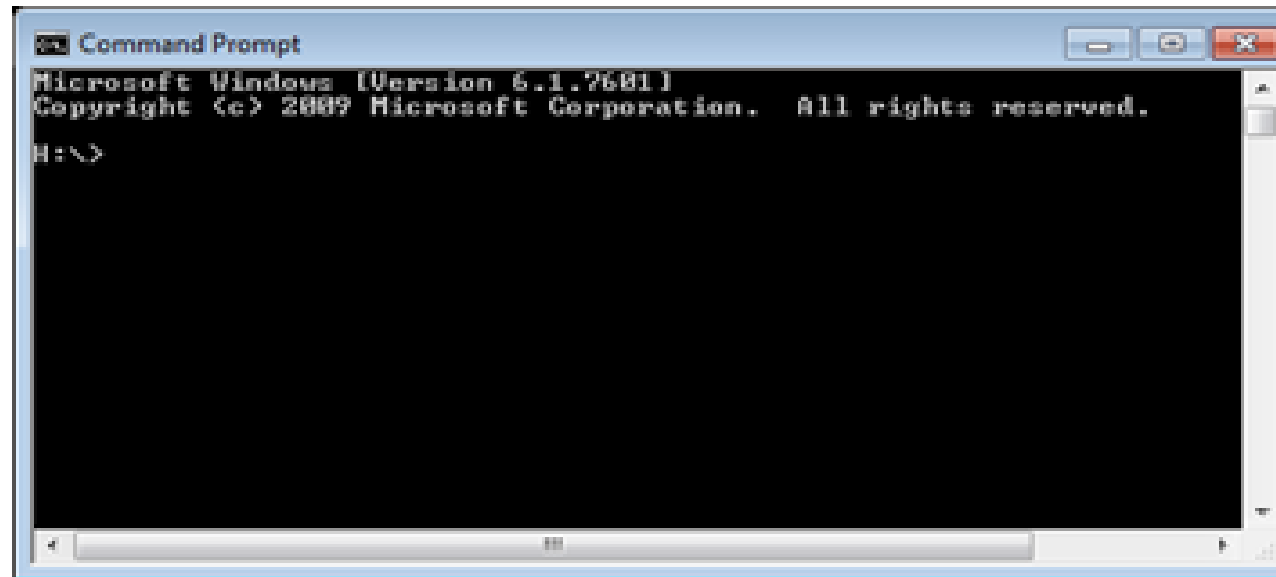 Command Prompt
Microsoft Windows [Version 6.1.7601]
Copyright (c) 2009 Microsoft Corporation.  All rights reserved.
H:\>